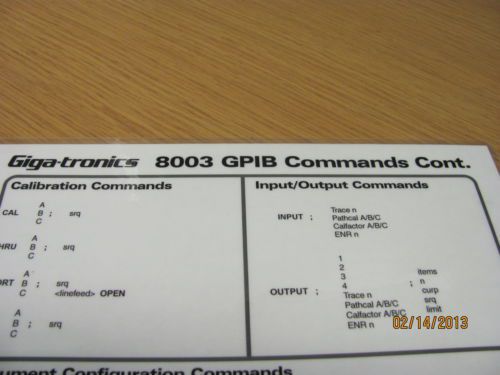 Giga-tronics 8003 GPIB Commands Cont.
Calibration Commands
A
CAL B ; srq
C
A
HRU B ; srq
C
A
ORT B ; srq
C <linefeed> OPEN
A
B ; srq
C
Input/Output Commands
Trace n
INPUT ; Pathcal A/B/C
Calfactor A/B/C
ENR n
1
2
3 items
4 ; n
OUTPUT ; Trace n curp
Pathcal A/B/C srq
Calfactor A/B/C limit
ENR n
02/14/2013
ument Configuration Commands